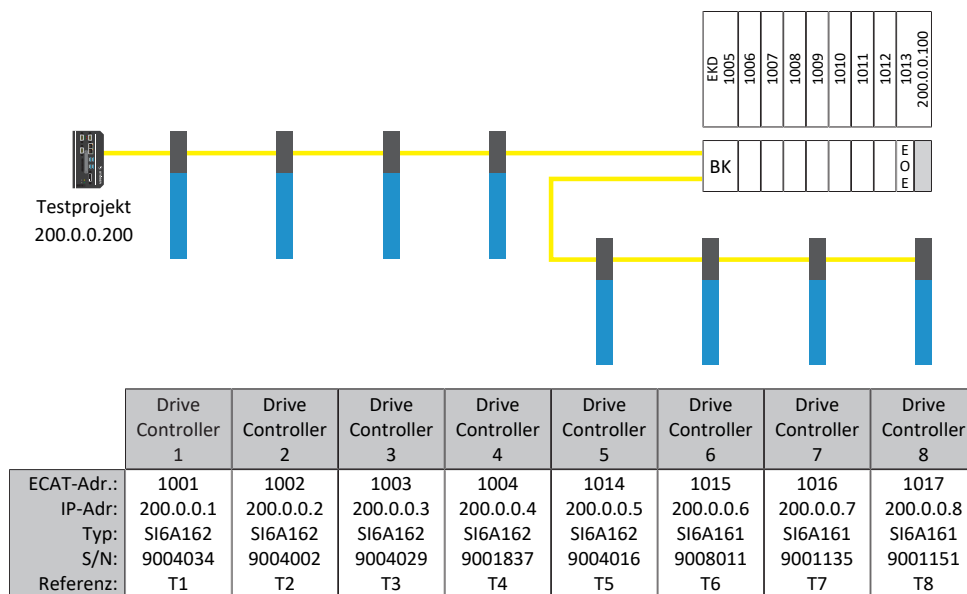 EKD
1005
1006
1007
1008
1009
1010
1011
1012
1013
200.0.0.100
BK
E
O
E
Testprojekt
200.0.0.200
Drive Controller 1
Drive Controller 2
Drive Controller 3
Drive Controller 4
Drive Controller 5
Drive Controller 6
Drive Controller 7
Drive Controller 8
ECAT-Adr.: 1001 1002 1003 1004 1014 1015 1016 1017
IP-Adr: 200.0.0.1 200.0.0.2 200.0.0.3 200.0.0.4 200.0.0.5 200.0.0.6 200.0.0.7 200.0.0.8
Typ: SI6A162 SI6A162 SI6A162 SI6A162 SI6A162 SI6A161 SI6A161 SI6A161
S/N: 9004034 9004002 9004029 9001837 9004016 9008011 9001135 9001151
Referenz: T1 T2 T3 T4 T5 T6 T7 T8